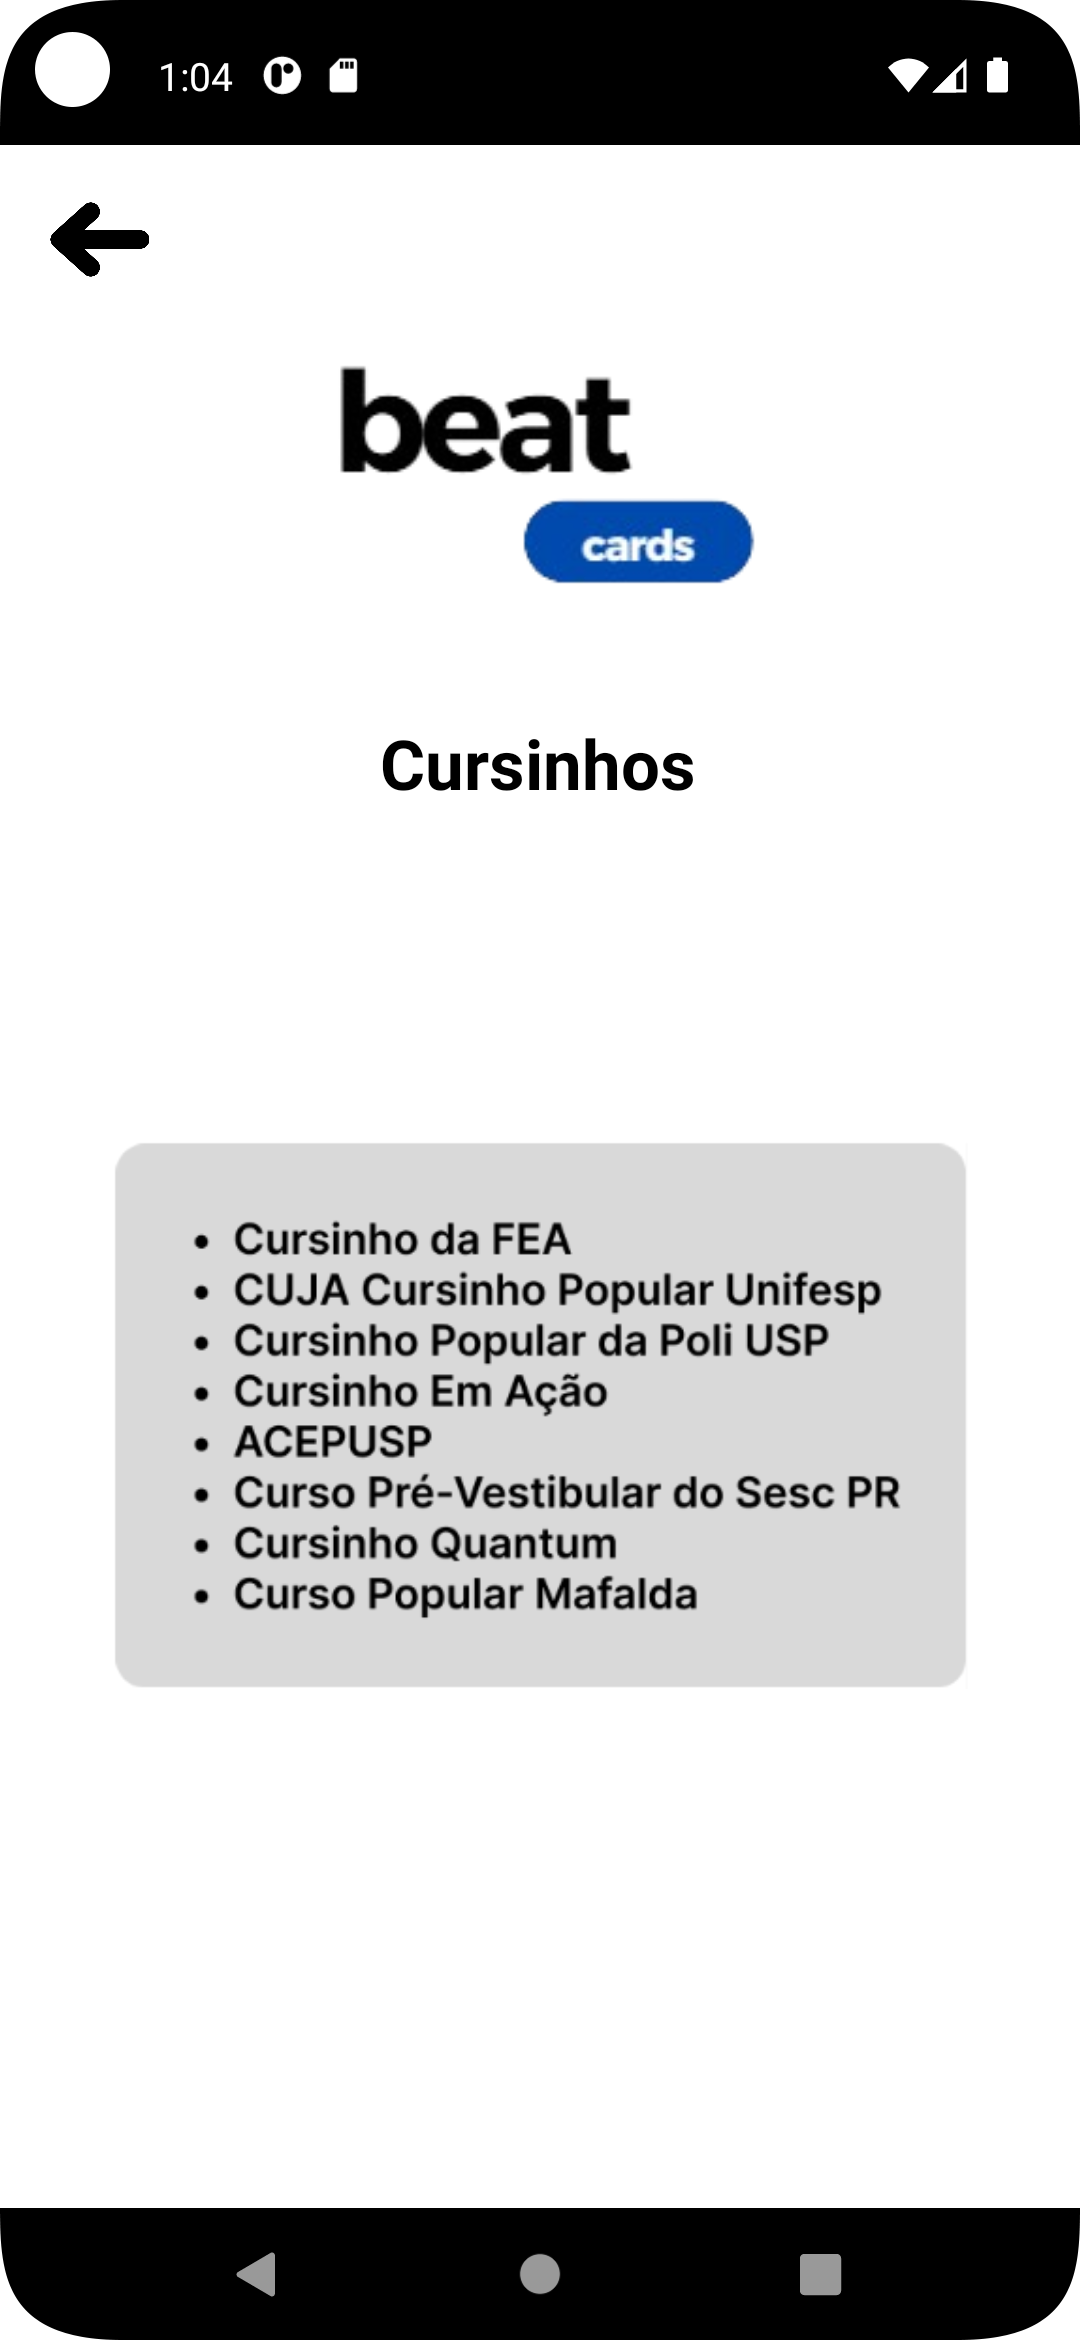 1:04
beat
cards
Cursinhos
• Cursinho da FEA
• CUJA Cursinho Popular Unifesp
• Cursinho Popular da Poli USP
• Cursinho Em Ação
• ACEPUSP
• Curso Pré-Vestibular do Sesc PR
• Cursinho Quantum
• Curso Popular Mafalda